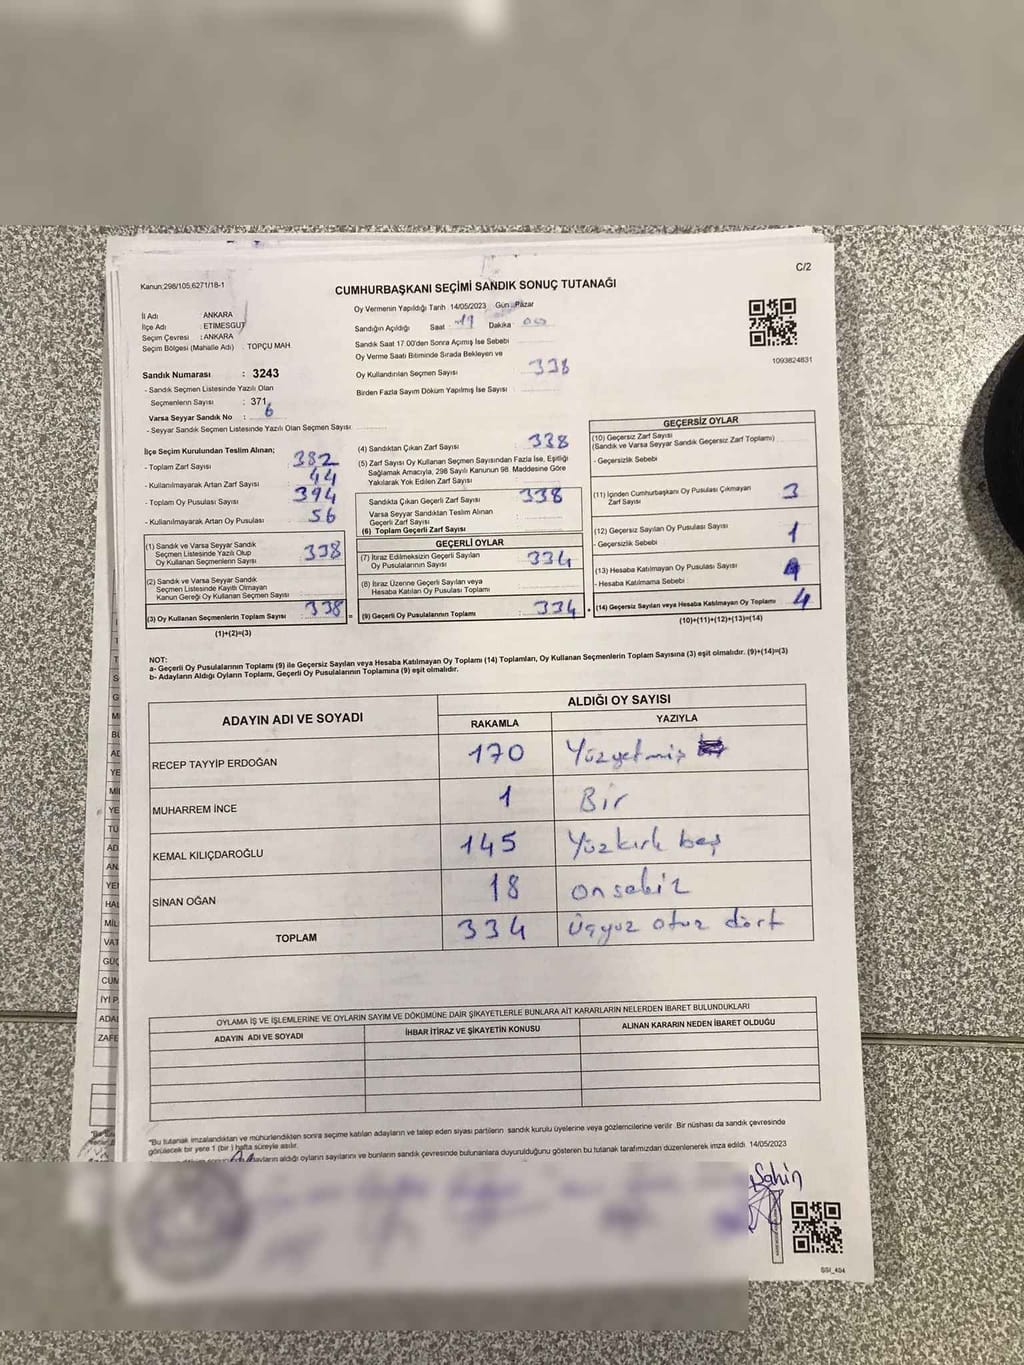 C/2
Kanun:298/105,6271/18-1
CUMHURBAŞKANI SEÇİMİ SANDIK SONUÇ TUTANAĞI
İl Adı : ANKARA
İlçe Adı : ETİMESGUT
Seçim Çevresi : ANKARA
Seçim Bölgesi (Mahalle Adı) : TOPÇU MAH.
Sandık Numarası : 3243
- Sandık Seçmen Listesinde Yazılı Olan
Seçmenlerin Sayısı : 371
Varsa Seyyar Sandık No : 6
- Seyyar Sandık Seçmen Listesinde Yazılı Olan Seçmen Sayısı
Oy Vermenin Yapıldığı Tarih 14/05/2023 Gün : Pazar
Sandığın Açıldığı Saat : 17 Dakika : 00
Sandık Saat 17.00'den Sonra Açımış İse Sebebi
Oy Verme Saati Bitiminde Sırada Bekleyen ve
Oy Kullandırılan Seçmen Sayısı 338
Birden Fazla Sayım Döküm Yapılmış İse Sayısı
1093824831
İlçe Seçim Kurulundan Teslim Alınan;
- Toplam Zarf Sayısı : 382
- Kullanılmayarak Artan Zarf Sayısı : 44
- Toplam Oy Pusulası Sayısı : 394
- Kullanılmayarak Artan Oy Pusulası : 56
(1) Sandık ve Varsa Seyyar Sandık
Seçmen Listesinde Yazılı Olup
Oy Kullanan Seçmenlerin Sayısı 338
(2) Sandık ve Varsa Seyyar Sandık
Seçmen Listesinde Kayıtlı Olmayan
Kanun Gereği Oy Kullanan Seçmen Sayısı
(3) Oy Kullanan Seçmenlerin Toplam Sayısı : 338
(1)+(2)=(3)
(4) Sandıktan Çıkan Zarf Sayısı : 338
(5) Zarf Sayısı Oy Kullanan Seçmen Sayısından Fazla İse, Eşitliği
Sağlamak Amacıyla, 298 Sayılı Kanunun 98. Maddesine Göre
Yakılarak Yok Edilen Zarf Sayısı
Sandıkta Çıkan Geçerli Zarf Sayısı : 338
Varsa Seyyar Sandıktan Teslim Alınan
Geçerli Zarf Sayısı
(6) Toplam Geçerli Zarf Sayısı
GEÇERLİ OYLAR
(7) İtiraz Edilmeksizin Geçerli Sayılan
Oy Pusulalarının Sayısı 334
(8) İtiraz Üzerine Geçerli Sayılan veya
Hesaba Katılan Oy Pusulası Toplamı
(9) Geçerli Oy Pusulalarının Toplamı : 334
GEÇERSİZ OYLAR
(10) Geçersiz Zarf Sayısı
(Sandık ve Varsa Seyyar Sandık Geçersiz Zarf Toplamı)
- Geçersizlik Sebebi
(11) İçinden Cumhurbaşkanı Oy Pusulası Çıkmayan
Zarf Sayısı 3
(12) Geçersiz Sayılan Oy Pusulası Sayısı 1
- Geçersizlik Sebebi
(13) Hesaba Katılmayan Oy Pusulası Sayısı
- Hesaba Katılmama Sebebi
(14) Geçersiz Sayılan veya Hesaba Katılmayan Oy Toplamı 4
(10)+(11)+(12)+(13)=(14)
NOT:
a- Geçerli Oy Pusulalarının Toplamı (9) ile Geçersiz Sayılan veya Hesaba Katılmayan Oy Toplamı (14) Toplamları, Oy Kullanan Seçmenlerin Toplam Sayısına (3) eşit olmalıdır. (9)+(14)=(3)
b- Adayların Aldığı Oyların Toplamı, Geçerli Oy Pusulalarının Toplamına (9) eşit olmalıdır.
ADAYIN ADI VE SOYADI ALDIĞI OY SAYISI
RAKAMLA YAZIYLA
RECEP TAYYİP ERDOĞAN 170 Yüzyetmiş
MUHARREM İNCE 1 Bir
KEMAL KILIÇDAROĞLU 145 Yüzkırk beş
SİNAN OĞAN 18 onsekiz
TOPLAM 334 Üçyüz otuz dört
OYLAMA İŞ VE İŞLEMLERİNE VE OYLARIN SAYIM VE DÖKÜMÜNE DAİR ŞİKAYETLERLE BUNLARA AİT KARARLARIN NELERDEN İBARET BULUNDUKLARI
ADAYIN ADI VE SOYADI İHBAR İTİRAZ VE ŞİKAYETİN KONUSU ALINAN KARARIN NEDEN İBARET OLDUĞU
"Bu tutanak imzalandıktan ve mühürlendikten sonra seçime katılan adayların ve talep eden siyasi partilerin sandık kurulu üyelerine veya gözlemcilerine verilir. Bir nüshası da sandık çevresinde
görülecek bir yere 1 (bir) hafta süreyle asılır.
adayların aldığı oyların sayılarını ve bunların sandık çevresinde bulunanlara duyurulduğunu gösteren bu tutanak tarafımızdan düzenlenerek imza edildi. 14/05/2023
Şahin
SSI_404